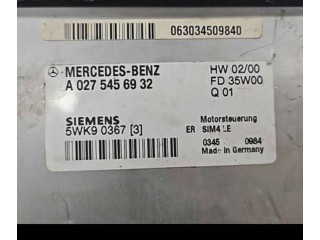 063034509840
MERCEDES-BENZ HW 02/00
A 027 545 69 32 FD 35W00
Q 01
SIEMENS Motorsteuerung
5WK9 0367 [3] ER SIM4 LE
0345 0984
Made in Germany